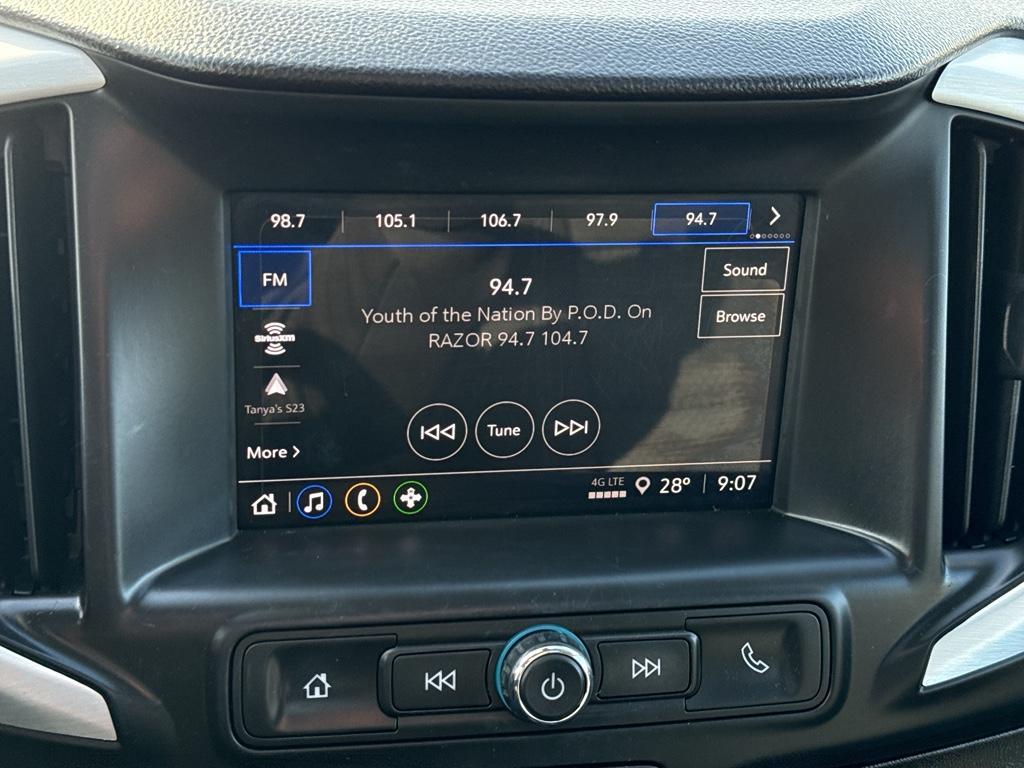 98.7 105.1 106.7 97.9 94.7
FM
94.7
Sound
Youth of the Nation By P.O.D. On
RAZOR 94.7 104.7
Browse
SiriusXM
Tanya's S23
Tune
More
4G LTE
28° 9:07